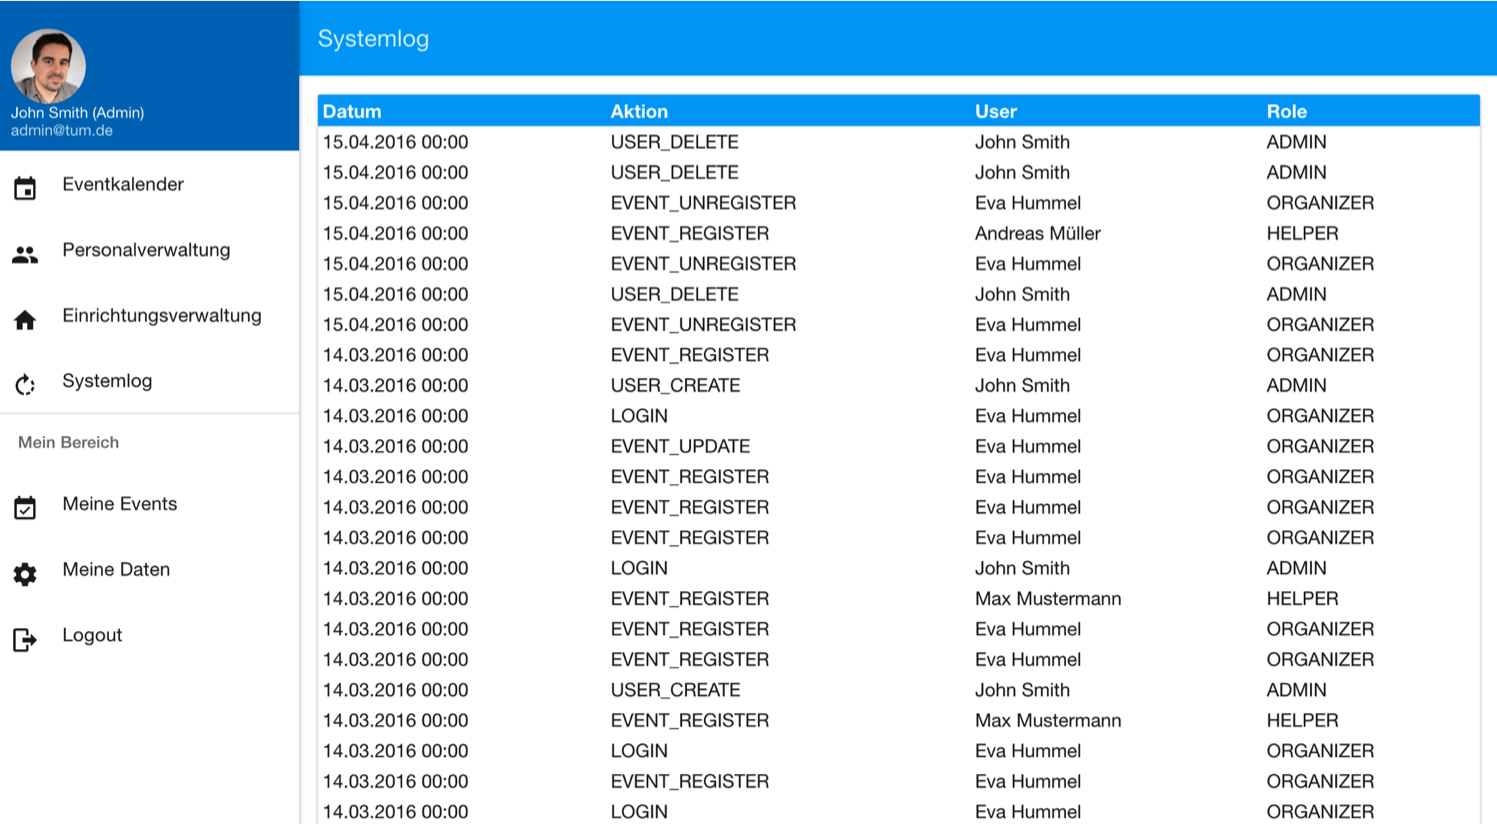 John Smith (Admin)
admin@tum.de
Eventkalender
Personalverwaltung
Einrichtungsverwaltung
Systemlog
Mein Bereich
Meine Events
Meine Daten
Logout
Systemlog
Datum Aktion User Role
15.04.2016 00:00 USER_DELETE John Smith ADMIN
15.04.2016 00:00 USER_DELETE John Smith ADMIN
15.04.2016 00:00 EVENT_UNREGISTER Eva Hummel ORGANIZER
15.04.2016 00:00 EVENT_REGISTER Andreas Müller HELPER
15.04.2016 00:00 EVENT_UNREGISTER Eva Hummel ORGANIZER
15.04.2016 00:00 USER_DELETE John Smith ADMIN
15.04.2016 00:00 EVENT_UNREGISTER Eva Hummel ORGANIZER
14.03.2016 00:00 EVENT_REGISTER Eva Hummel ORGANIZER
14.03.2016 00:00 USER_CREATE John Smith ADMIN
14.03.2016 00:00 LOGIN Eva Hummel ORGANIZER
14.03.2016 00:00 EVENT_UPDATE Eva Hummel ORGANIZER
14.03.2016 00:00 EVENT_REGISTER Eva Hummel ORGANIZER
14.03.2016 00:00 EVENT_REGISTER Eva Hummel ORGANIZER
14.03.2016 00:00 EVENT_REGISTER Eva Hummel ORGANIZER
14.03.2016 00:00 LOGIN John Smith ADMIN
14.03.2016 00:00 EVENT_REGISTER Max Mustermann HELPER
14.03.2016 00:00 EVENT_REGISTER Eva Hummel ORGANIZER
14.03.2016 00:00 EVENT_REGISTER Eva Hummel ORGANIZER
14.03.2016 00:00 USER_CREATE John Smith ADMIN
14.03.2016 00:00 EVENT_REGISTER Max Mustermann HELPER
14.03.2016 00:00 LOGIN Eva Hummel ORGANIZER
14.03.2016 00:00 EVENT_REGISTER Eva Hummel ORGANIZER
14.03.2016 00:00 LOGIN Eva Hummel ORGANIZER